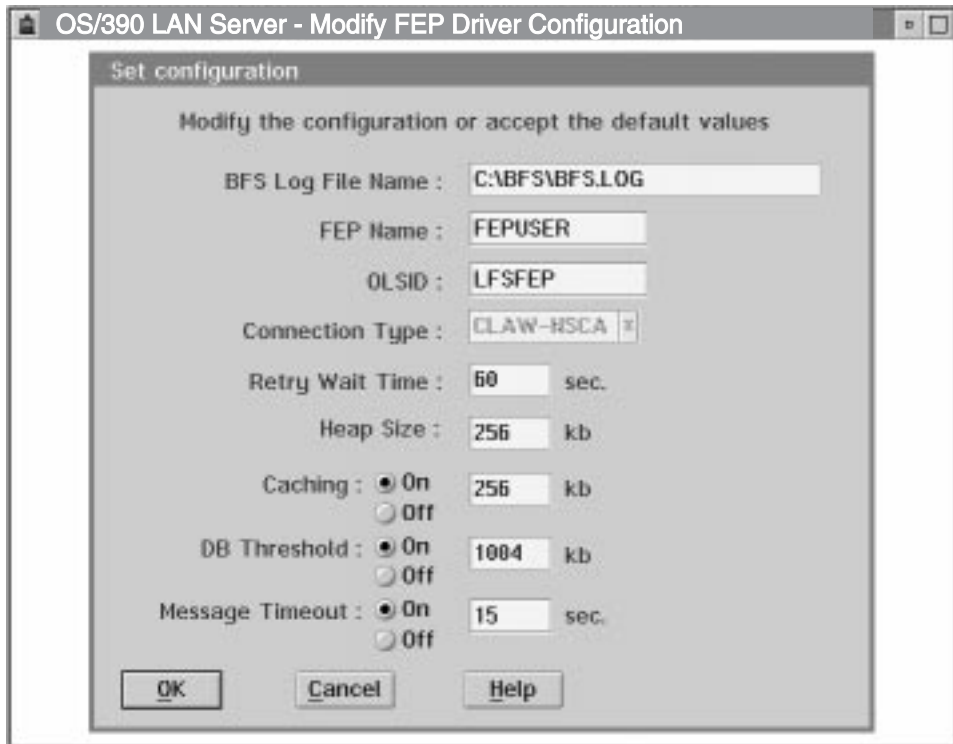 OS/390 LAN Server - Modify FEP Driver Configuration
Set configuration
Modify the configuration or accept the default values
BFS Log File Name : C:\BFS\BFS.LOG
FEP Name : FEPUSER
OLSID : LFSFEP
Connection Type : CLAW-HSCA
Retry Wait Time : 60 sec.
Heap Size : 256 kb
Caching : On 256 kb
Off
DB Threshold : On 1004 kb
Off
Message Timeout : On 15 sec.
Off
OK Cancel Help